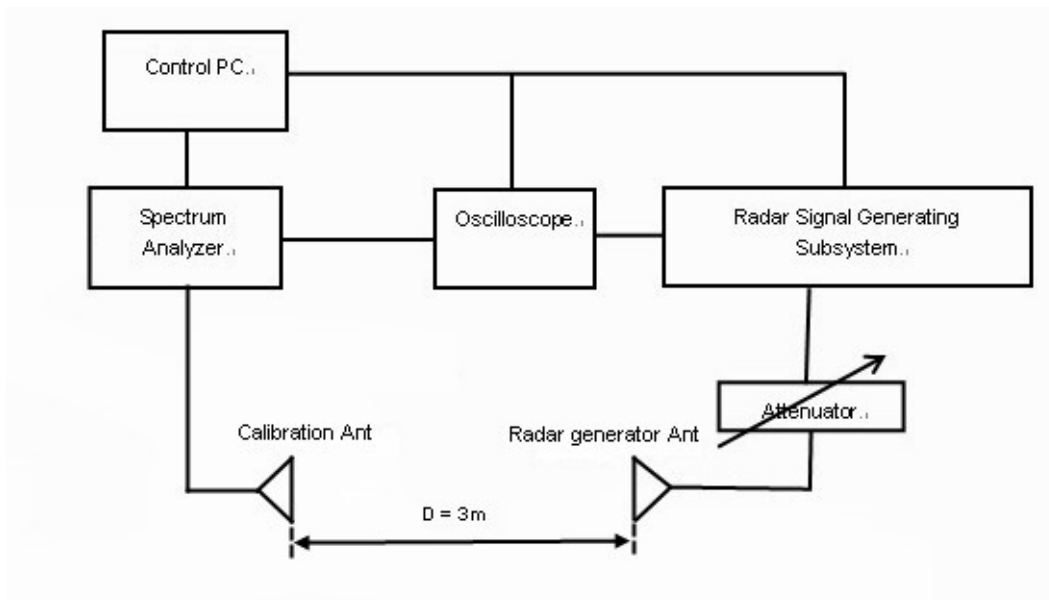 Control PC
Spectrum
Analyzer
Oscilloscope
Radar Signal Generating
Subsystem
Attenuator
Calibration Ant
Radar generator Ant
D = 3m